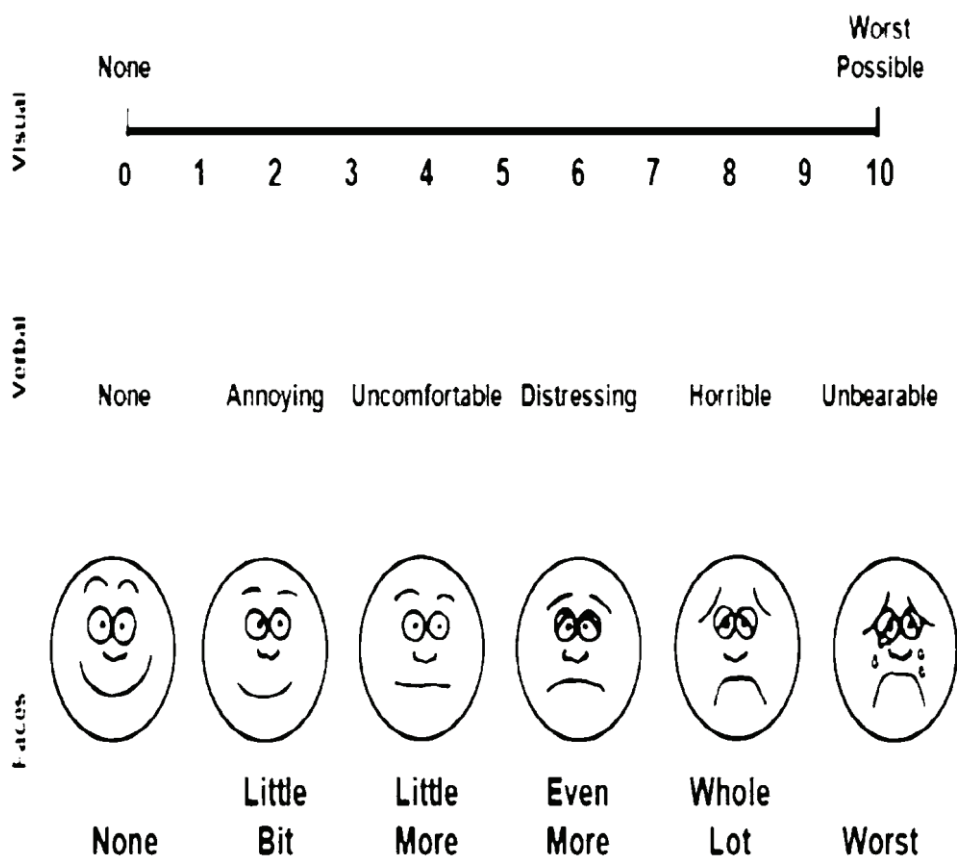 Worst
None Possible
Visual
0 1 2 3 4 5 6 7 8 9 10
Verbal
None Annoying Uncomfortable Distressing Horrible Unbearable
Faces
Little Little Even Whole
None Bit More More Lot Worst